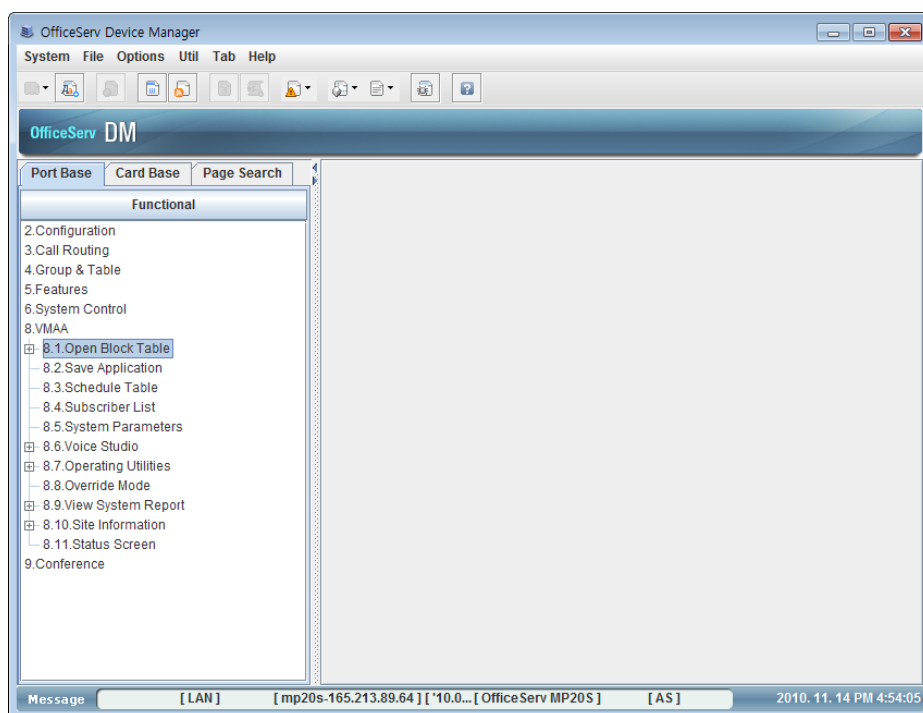 OfficeServ Device Manager
System File Options Util Tab Help
OfficeServ DM
Port Base Card Base Page Search
Functional
2.Configuration
3.Call Routing
4.Group & Table
5.Features
6.System Control
8.VMAA
8.1.Open Block Table
8.2.Save Application
8.3.Schedule Table
8.4.Subscriber List
8.5.System Parameters
8.6.Voice Studio
8.7.Operating Utilities
8.8.Override Mode
8.9.View System Report
8.10.Site Information
8.11.Status Screen
9.Conference
Message [ LAN ] [ mp20s-165.213.89.64 ] [ '10.0... [ OfficeServ MP20S ] [ AS ] 2010. 11. 14 PM 4:54:05